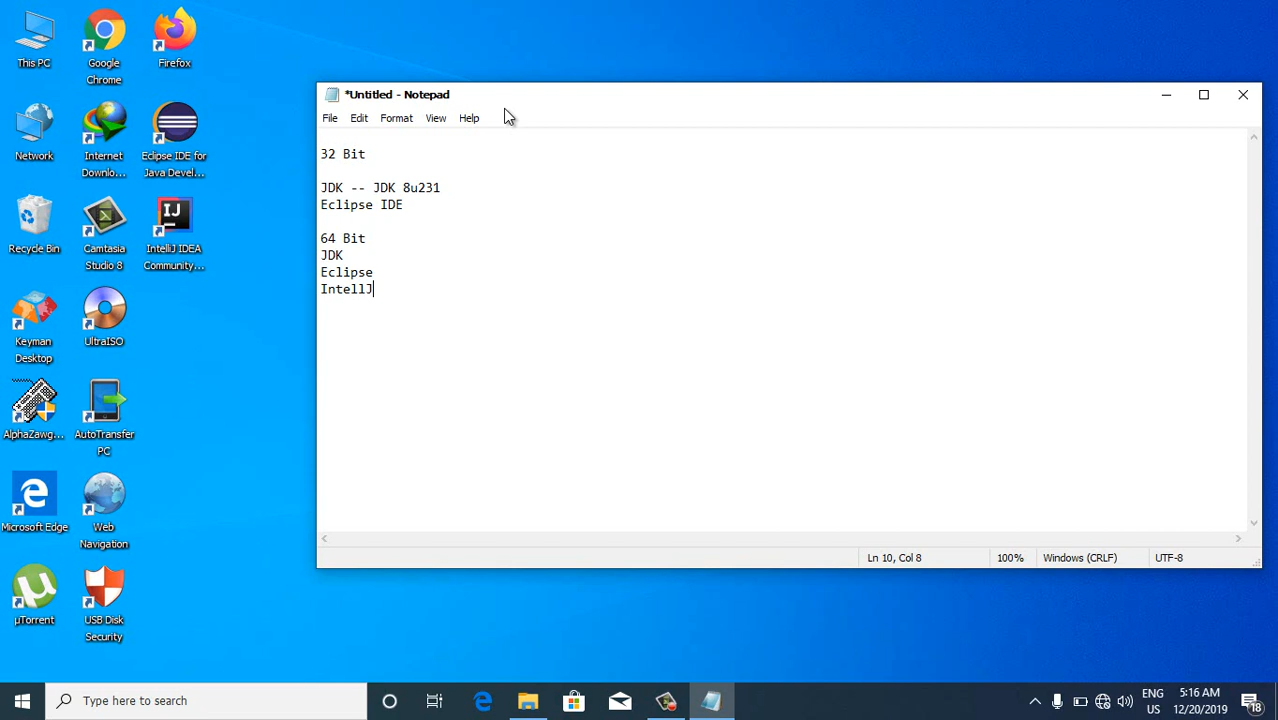 This PC
Google
Chrome
Firefox
Network
Internet
Downlo...
Eclipse IDE for
Java Devel...
Recycle Bin
Camtasia
Studio 8
IJ
IntelliJ IDEA
Community...
Keyman
Desktop
UltraISO
AlphaZawg...
AutoTransfer
PC
Microsoft Edge
Web
Navigation
µTorrent
USB Disk
Security
*Untitled - Notepad
File Edit Format View Help
32 Bit
JDK -- JDK 8u231
Eclipse IDE
64 Bit
JDK
Eclipse
IntellJ
Ln 10, Col 8 100% Windows (CRLF) UTF-8
Type here to search
ENG
US
5:16 AM
12/20/2019
18